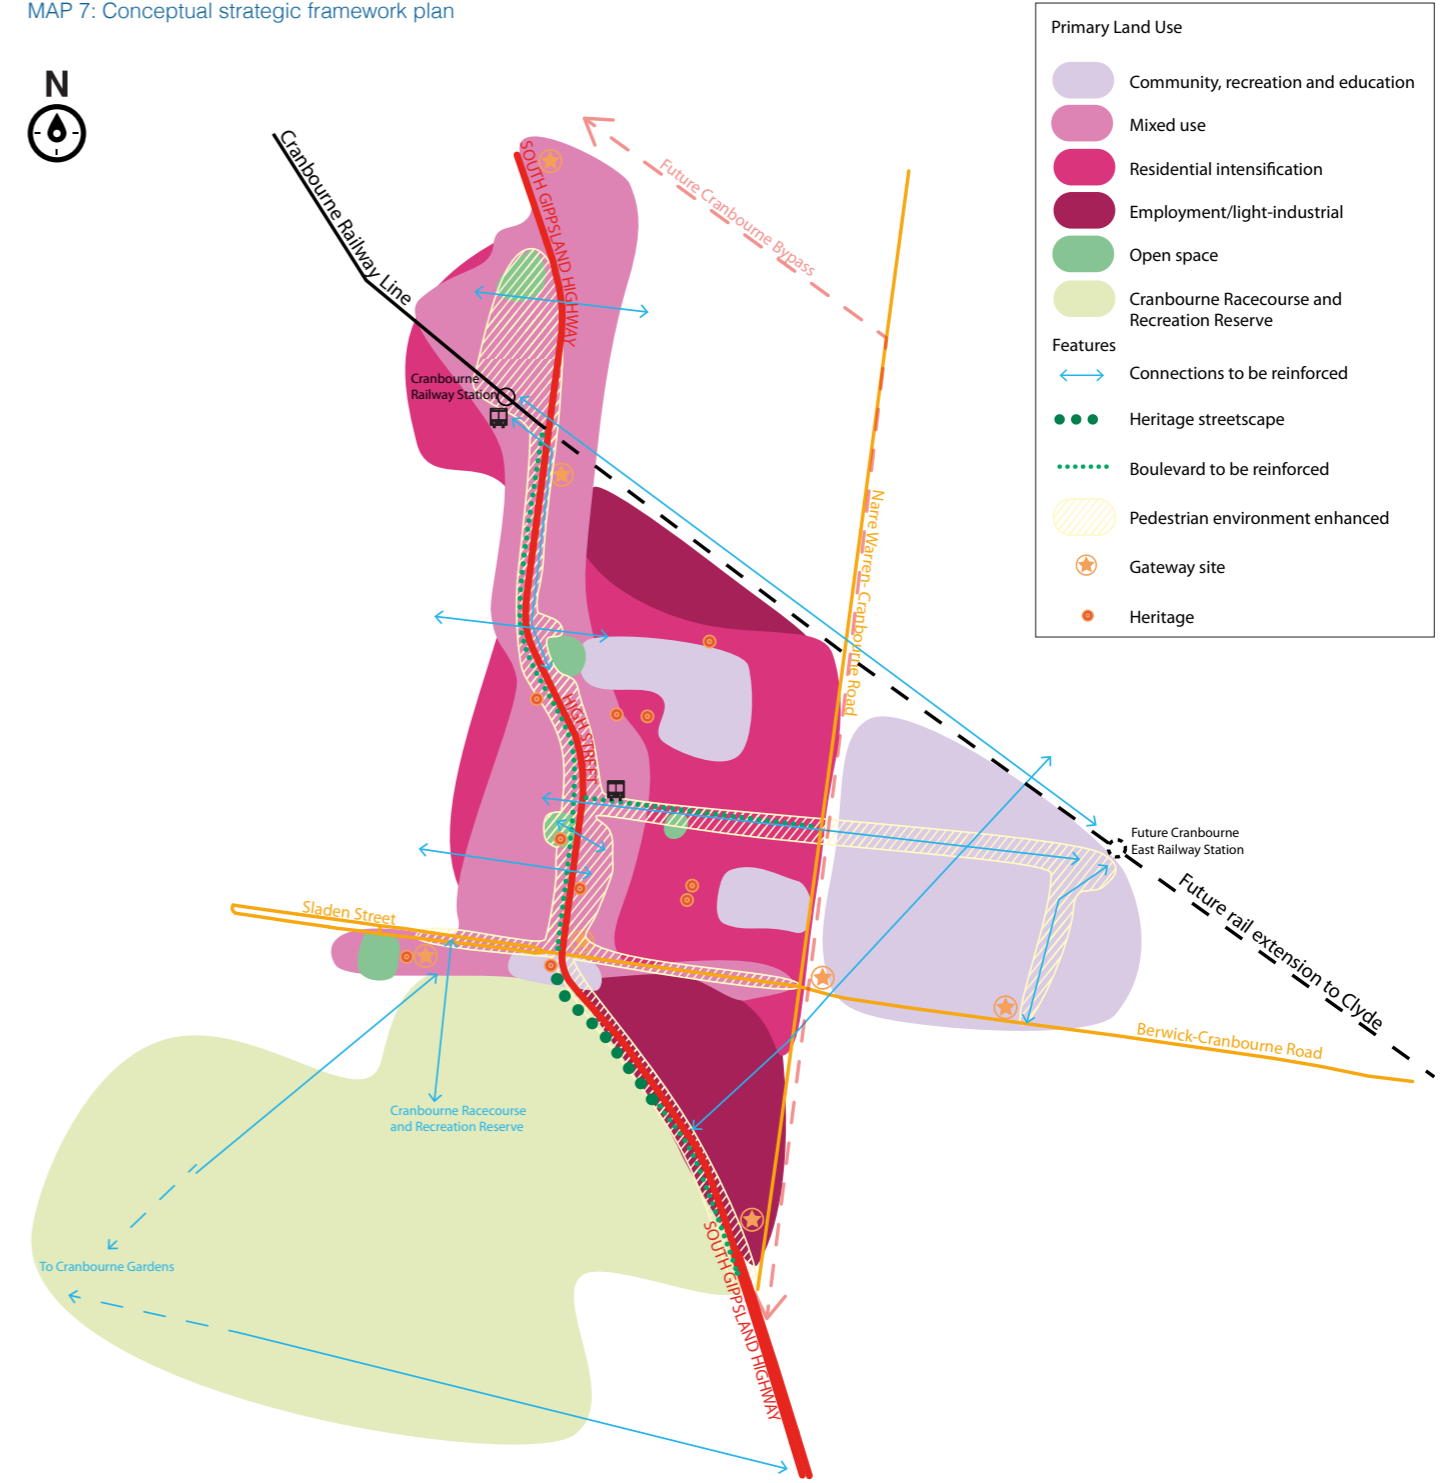 MAP 7: Conceptual strategic framework plan
N
Primary Land Use
Community, recreation and education
Mixed use
Residential intensification
Employment/light-industrial
Open space
Cranbourne Racecourse and
Recreation Reserve
Features
Connections to be reinforced
Heritage streetscape
Boulevard to be reinforced
Pedestrian environment enhanced
Gateway site
Heritage
Cranbourne Railway Line
SOUTH GIPPSLAND HIGHWAY
Future Cranbourne Bypass
Cranbourne
Railway Station
Narre Warren- Cranbourne Road
HIGH STREET
Future Cranbourne
East Railway Station
Future rail extension to Clyde
Sladen Street
Berwick-Cranbourne Road
Cranbourne Racecourse
and Recreation Reserve
To Cranbourne Gardens
SOUTH GIPPSLAND HIGHWAY